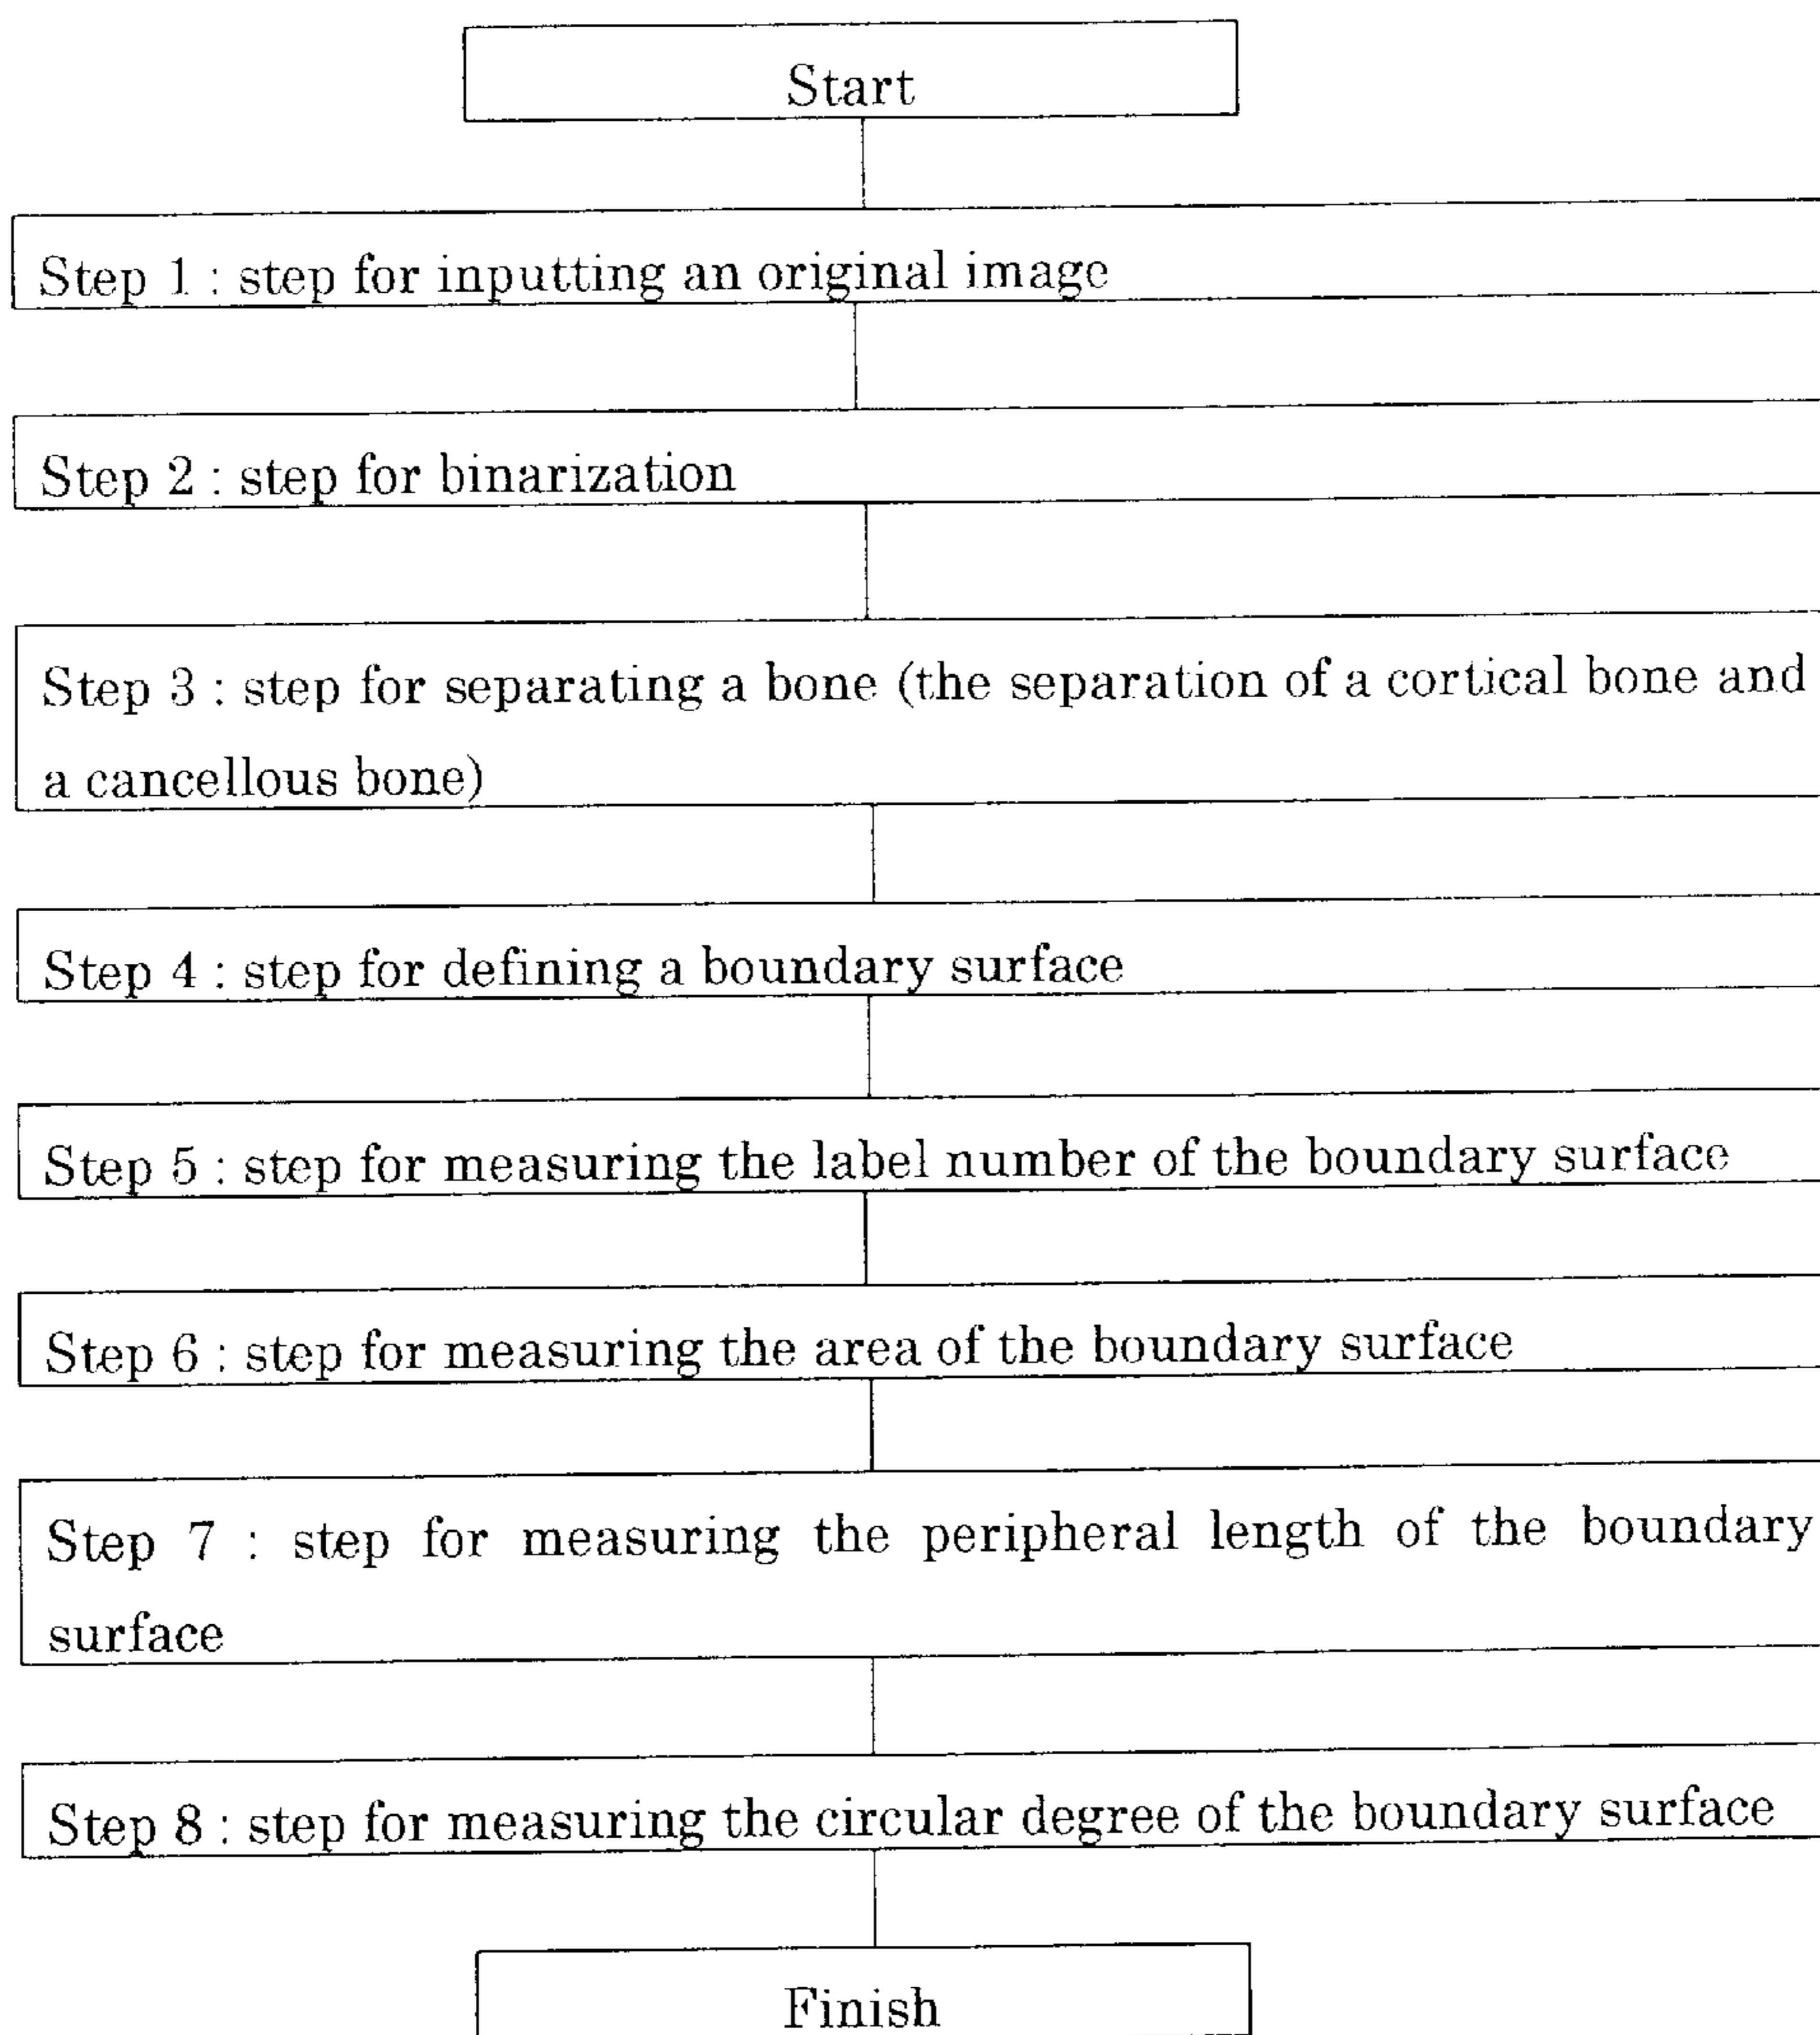 Start
Step 1 : step for inputting an original image
Step 2 : step for binarization
Step 3 : step for separating a bone (the separation of a cortical bone and
a cancellous bone)
Step 4 : step for defining a boundary surface
Step 5 : step for measuring the label number of the boundary surface
Step 6 : step for measuring the area of the boundary surface
Step 7 : step for measuring the peripheral length of the boundary
surface
Step 8 : step for measuring the circular degree of the boundary surface
Finish